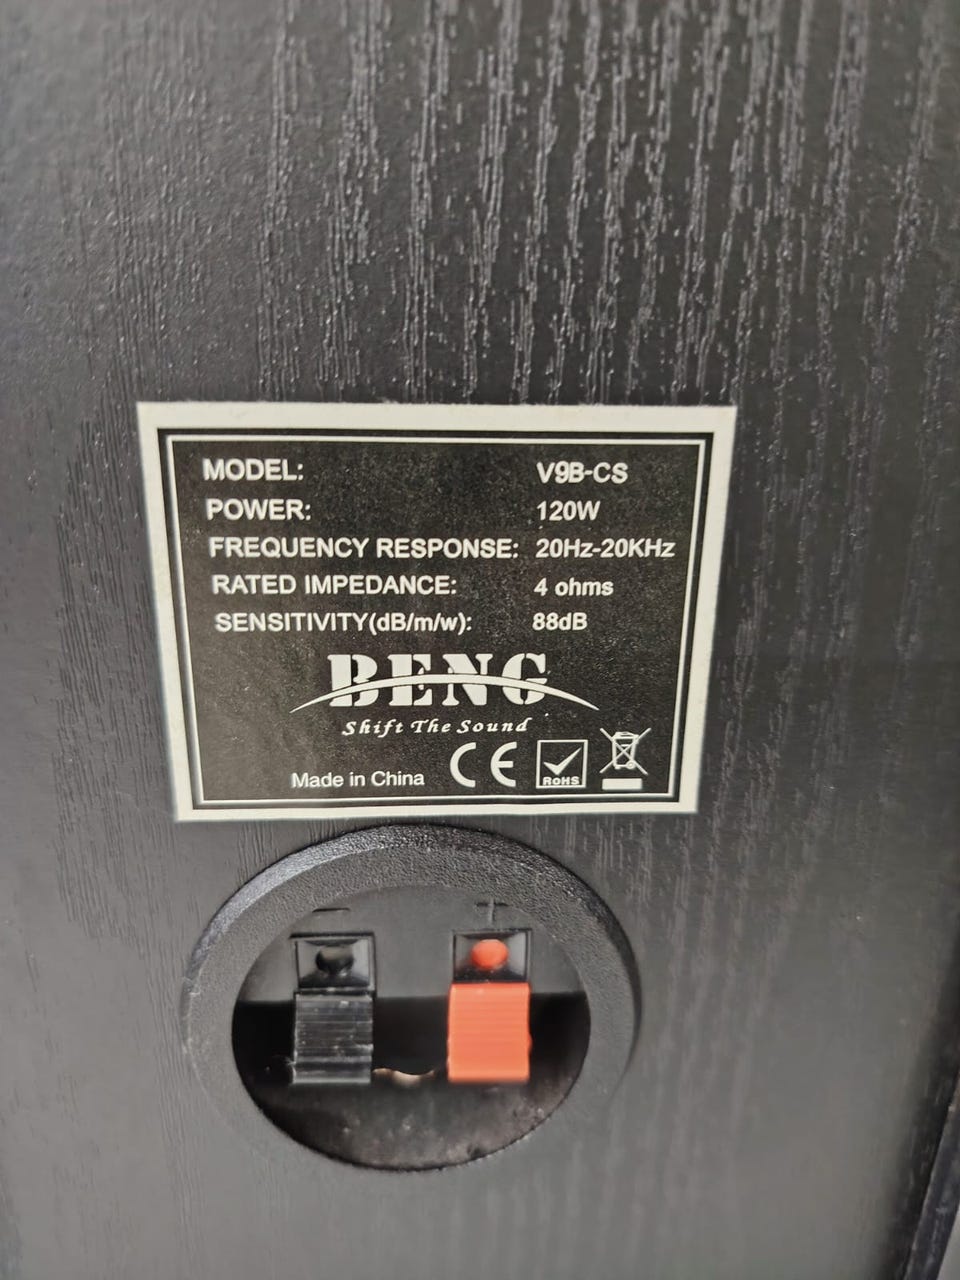 MODEL: V9B-CS
POWER: 120W
FREQUENCY RESPONSE: 20Hz-20KHz
RATED IMPEDANCE: 4 ohms
SENSITIVITY(dB/m/w): 88dB
BENG
Shift The Sound
Made in China CE RoHS
- +